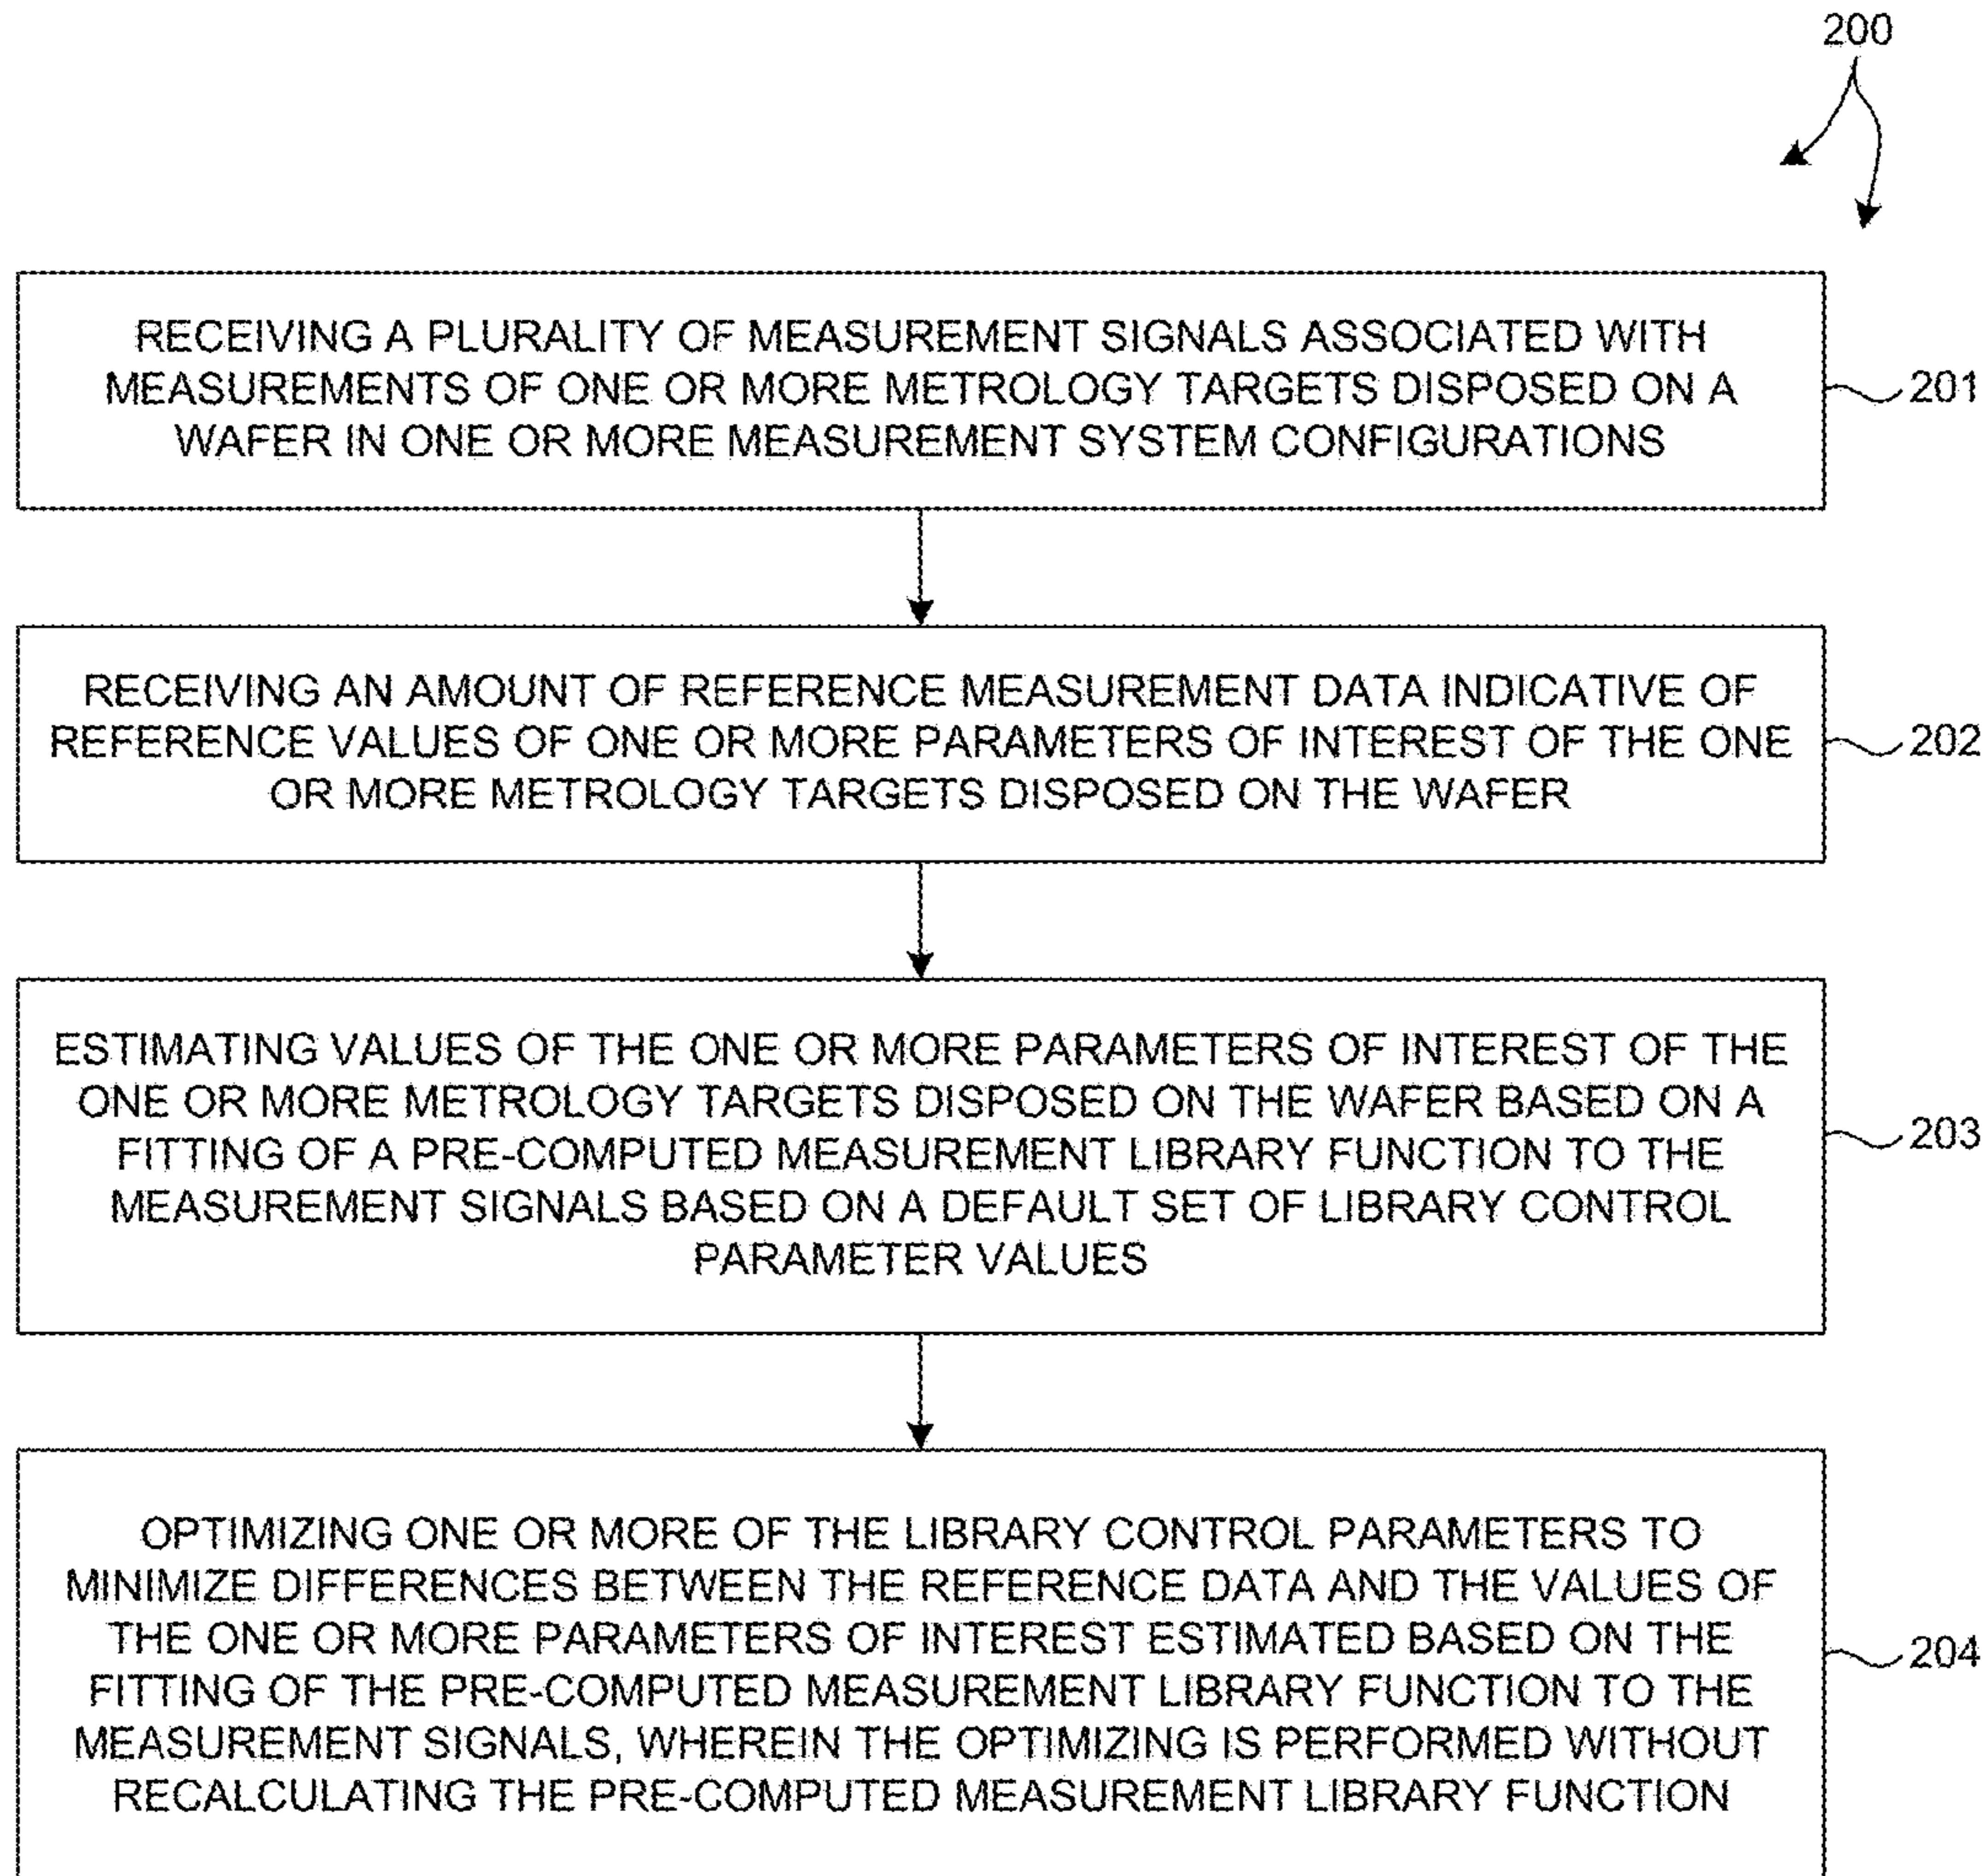 200
RECEIVING A PLURALITY OF MEASUREMENT SIGNALS ASSOCIATED WITH
MEASUREMENTS OF ONE OR MORE METROLOGY TARGETS DISPOSED ON A
WAFER IN ONE OR MORE MEASUREMENT SYSTEM CONFIGURATIONS
201
RECEIVING AN AMOUNT OF REFERENCE MEASUREMENT DATA INDICATIVE OF
REFERENCE VALUES OF ONE OR MORE PARAMETERS OF INTEREST OF THE ONE
OR MORE METROLOGY TARGETS DISPOSED ON THE WAFER
202
ESTIMATING VALUES OF THE ONE OR MORE PARAMETERS OF INTEREST OF THE
ONE OR MORE METROLOGY TARGETS DISPOSED ON THE WAFER BASED ON A
FITTING OF A PRE-COMPUTED MEASUREMENT LIBRARY FUNCTION TO THE
MEASUREMENT SIGNALS BASED ON A DEFAULT SET OF LIBRARY CONTROL
PARAMETER VALUES
203
OPTIMIZING ONE OR MORE OF THE LIBRARY CONTROL PARAMETERS TO
MINIMIZE DIFFERENCES BETWEEN THE REFERENCE DATA AND THE VALUES OF
THE ONE OR MORE PARAMETERS OF INTEREST ESTIMATED BASED ON THE
FITTING OF THE PRE-COMPUTED MEASUREMENT LIBRARY FUNCTION TO THE
MEASUREMENT SIGNALS, WHEREIN THE OPTIMIZING IS PERFORMED WITHOUT
RECALCULATING THE PRE-COMPUTED MEASUREMENT LIBRARY FUNCTION
204